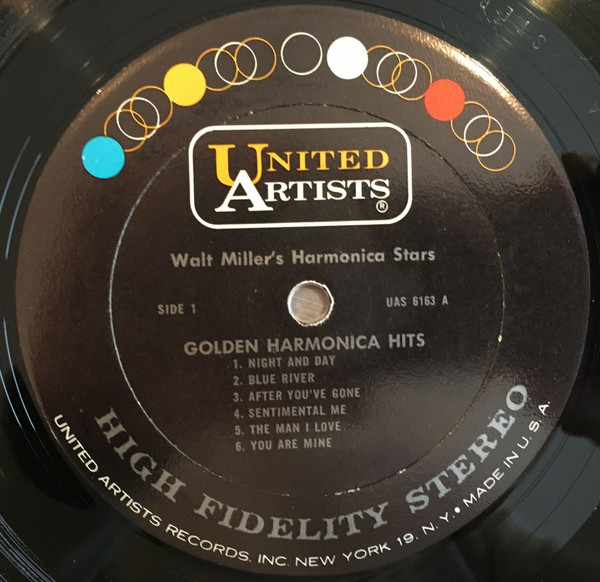 UNITED
ARTISTS®
Walt Miller's Harmonica Stars
SIDE 1
UAS 6163 A
GOLDEN HARMONICA HITS
1. NIGHT AND DAY
2. BLUE RIVER
3. AFTER YOU'VE GONE
4. SENTIMENTAL ME
5. THE MAN I LOVE
6. YOU ARE MINE
HIGH FIDELITY STEREO
UNITED ARTISTS RECORDS, INC. NEW YORK 19, N.Y. • MADE IN U.S.A.